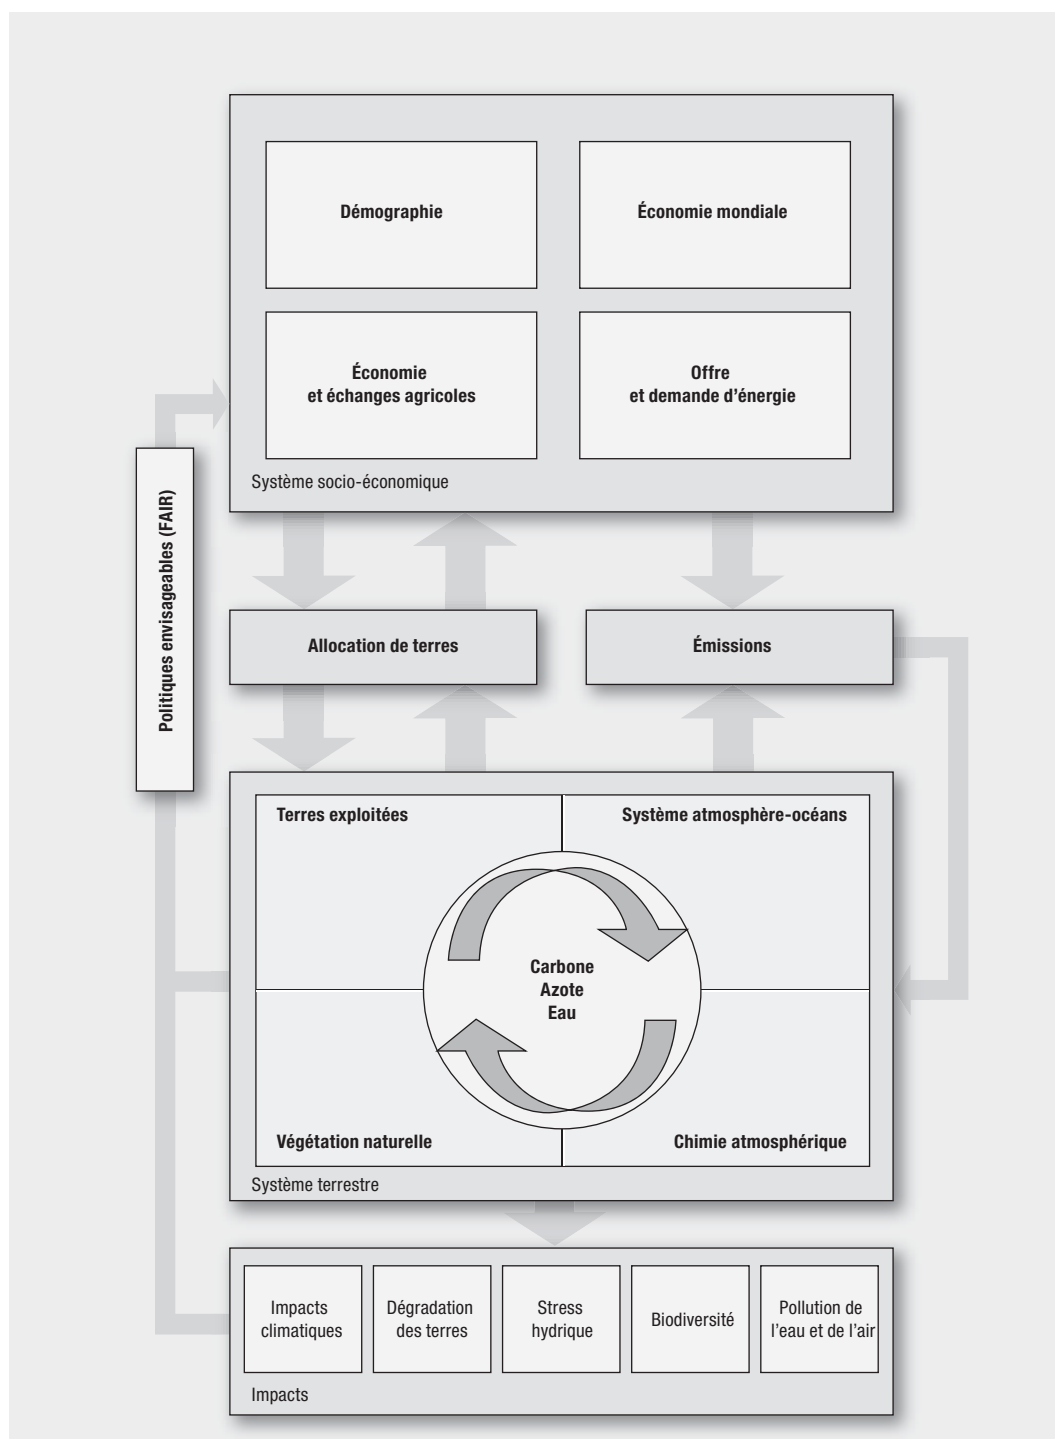 Démographie
Économie mondiale
Économie
et échanges agricoles
Offre
et demande d'énergie
Système socio-économique
Politiques envisageables (FAIR)
Allocation de terres
Émissions
Terres exploitées
Système atmosphère-océans
Carbone
Azote
Eau
Végétation naturelle
Chimie atmosphérique
Système terrestre
Impacts
climatiques
Dégradation
des terres
Stress
hydrique
Biodiversité
Pollution de
l'eau et de l'air
Impacts